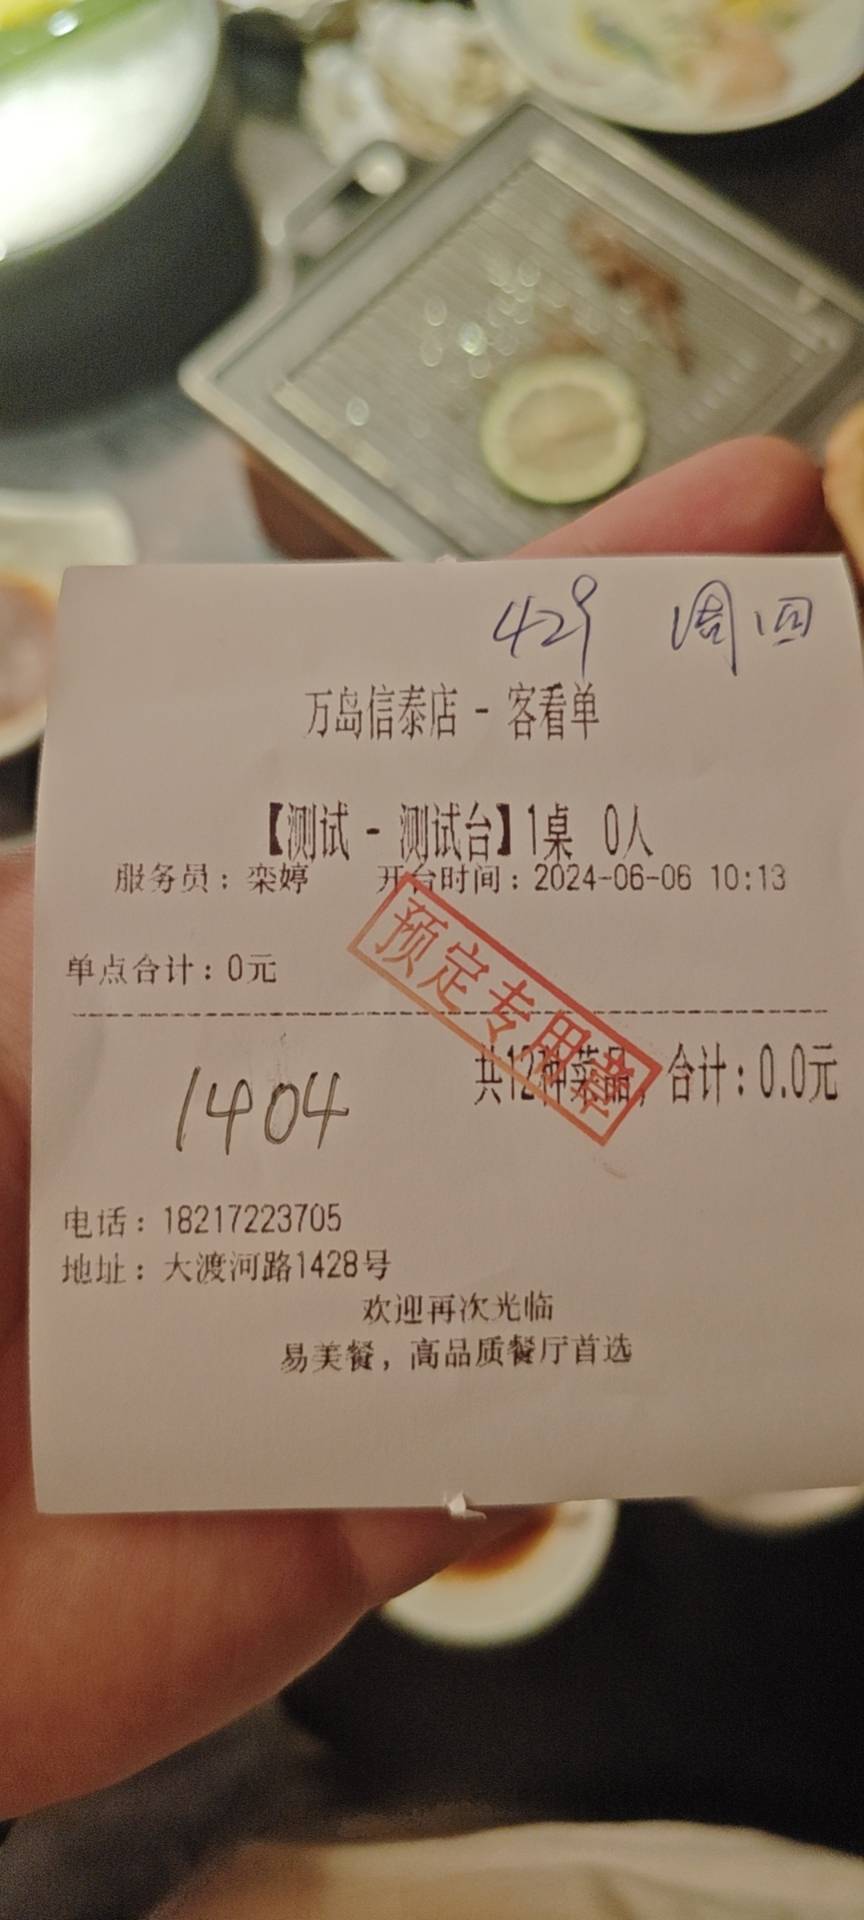 429 周四
万岛信泰店 - 客看单
【测试 - 测试台】1桌 0人
服务员：栾婷 开台时间：2024-06-06 10:13
单点合计：0元
预定专用章
共12种菜品，合计：0.0元
1404
电话：18217223705
地址：大渡河路1428号
欢迎再次光临
易美餐，高品质餐厅首选